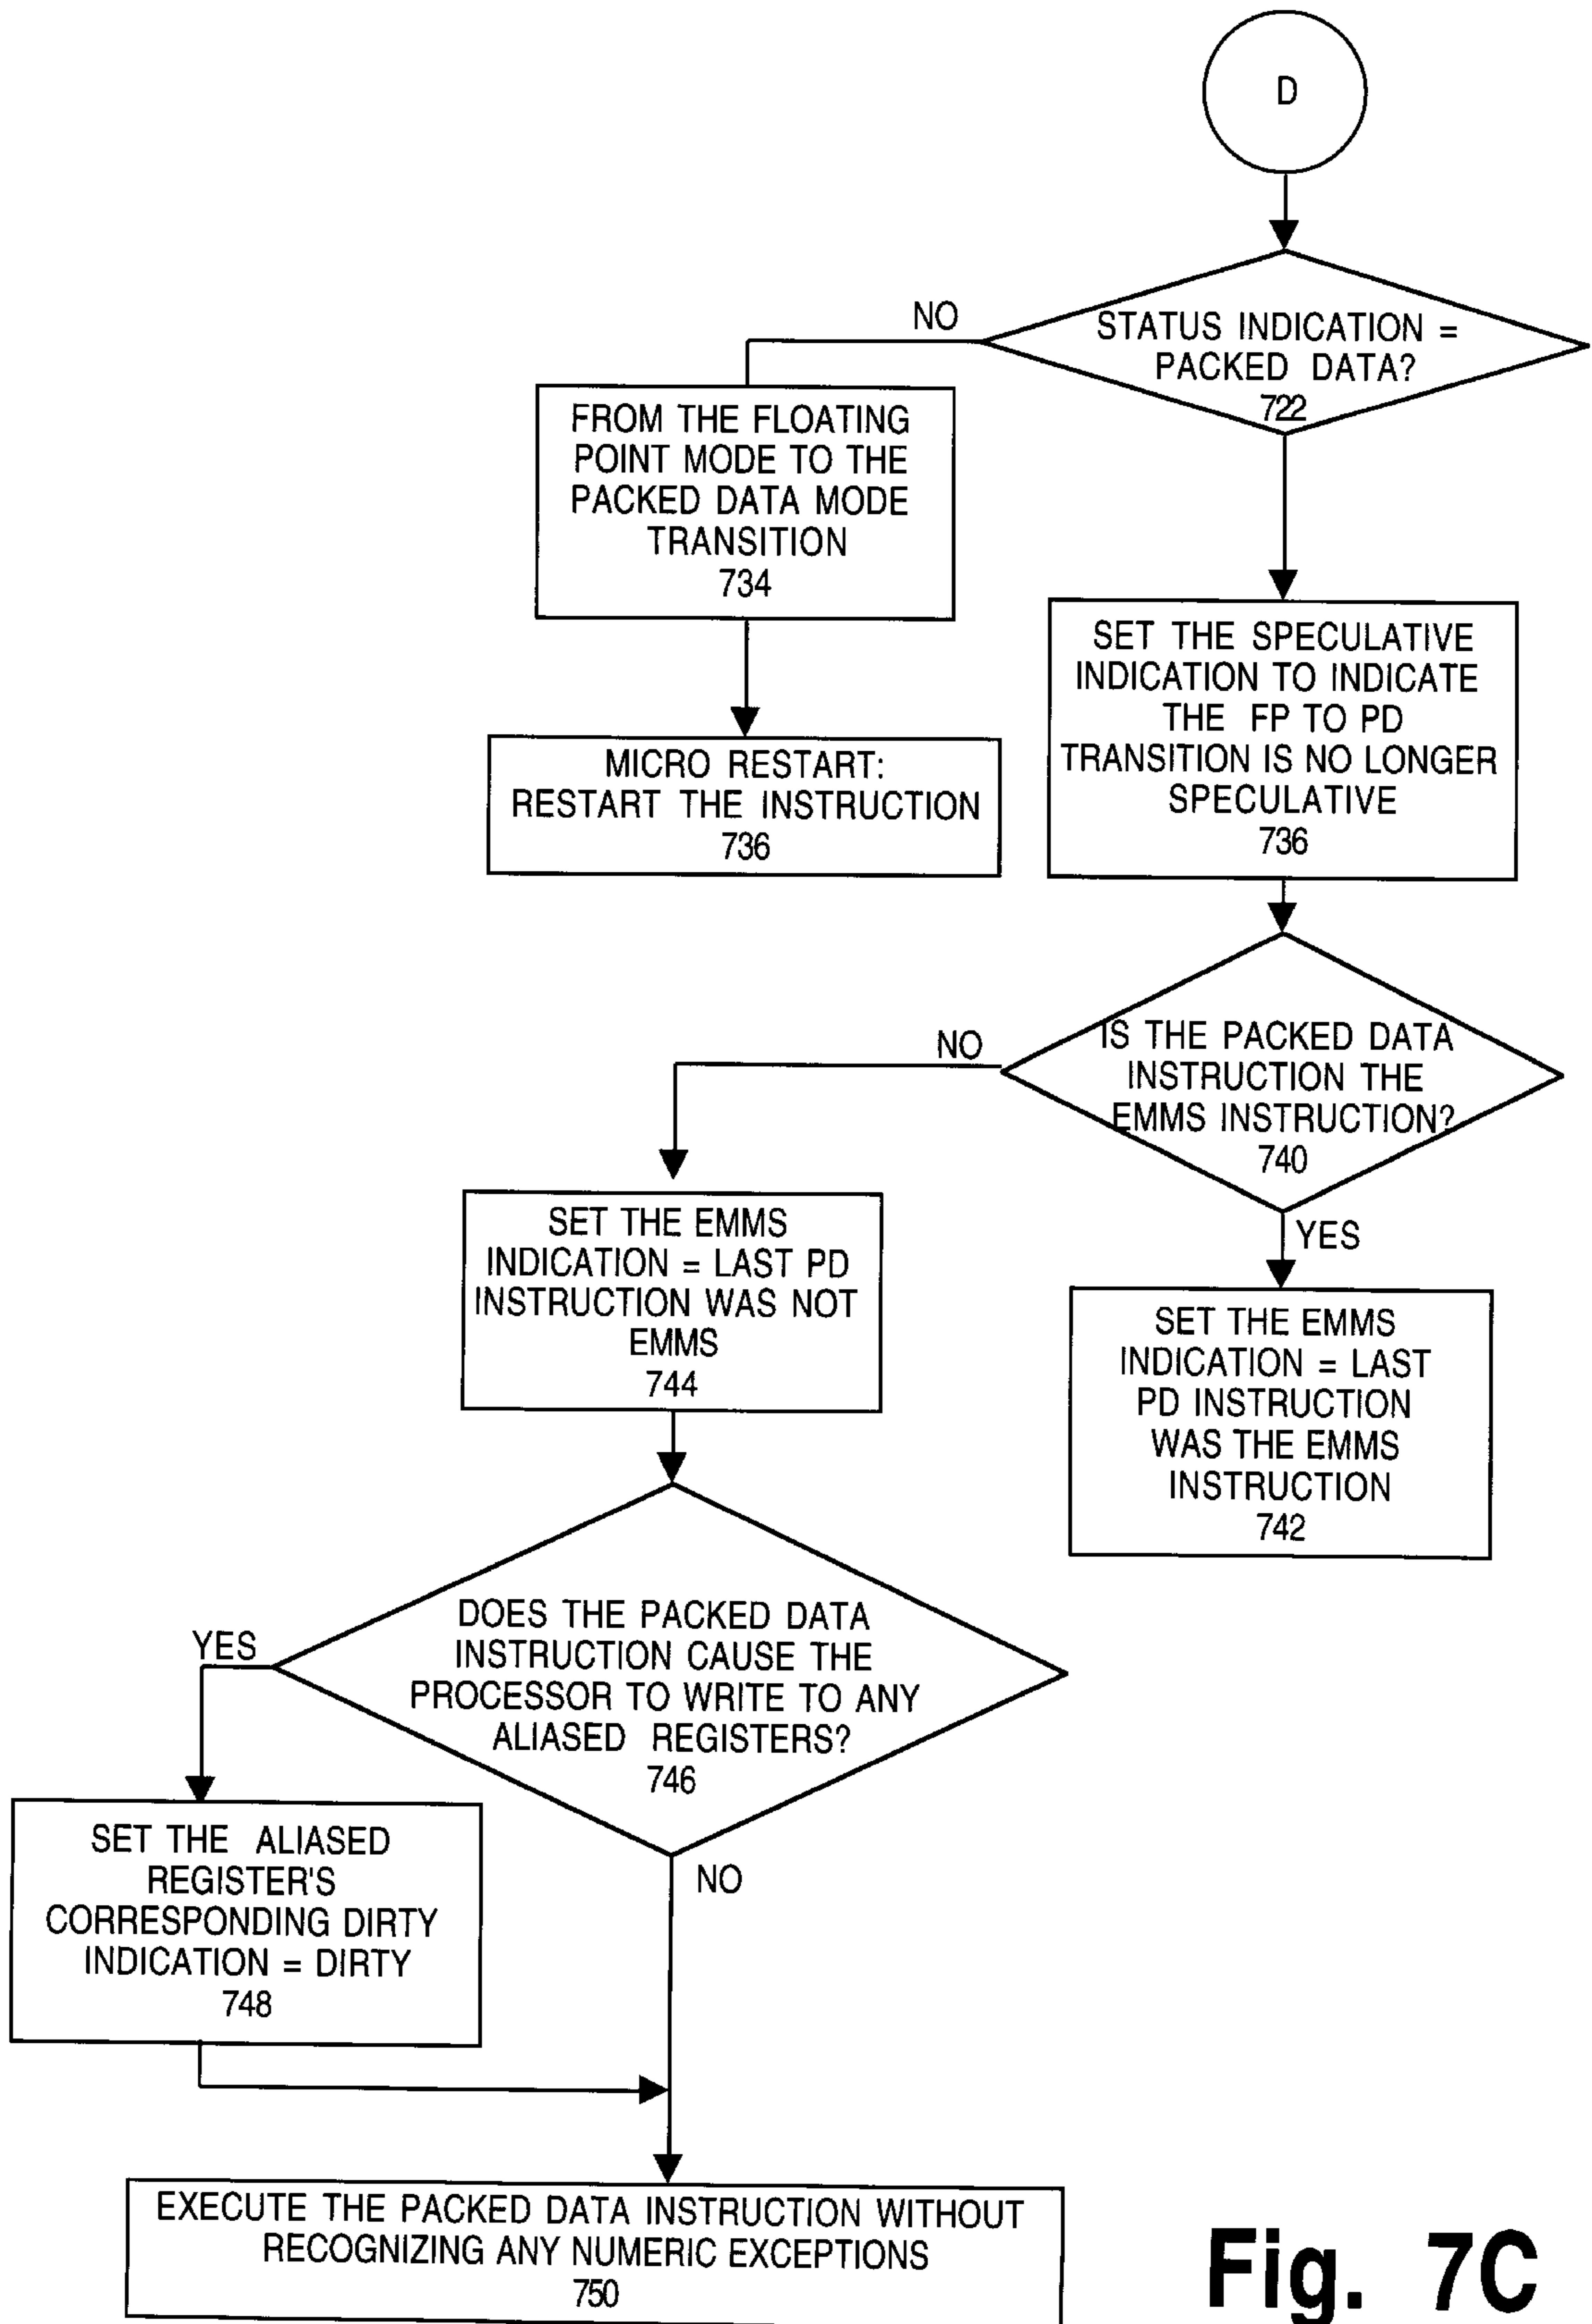 D
NO
STATUS INDICATION =
PACKED DATA?
722
FROM THE FLOATING
POINT MODE TO THE
PACKED DATA MODE
TRANSITION
734
SET THE SPECULATIVE
INDICATION TO INDICATE
THE FP TO PD
TRANSITION IS NO LONGER
SPECULATIVE
736
MICRO RESTART:
RESTART THE INSTRUCTION
736
NO
IS THE PACKED DATA
INSTRUCTION THE
EMMS INSTRUCTION?
740
YES
SET THE EMMS
INDICATION = LAST PD
INSTRUCTION WAS NOT
EMMS
744
SET THE EMMS
INDICATION = LAST
PD INSTRUCTION
WAS THE EMMS
INSTRUCTION
742
YES
DOES THE PACKED DATA
INSTRUCTION CAUSE THE
PROCESSOR TO WRITE TO ANY
ALIASED REGISTERS?
746
NO
SET THE ALIASED
REGISTER'S
CORRESPONDING DIRTY
INDICATION = DIRTY
748
EXECUTE THE PACKED DATA INSTRUCTION WITHOUT
RECOGNIZING ANY NUMERIC EXCEPTIONS
750
Fig. 7C